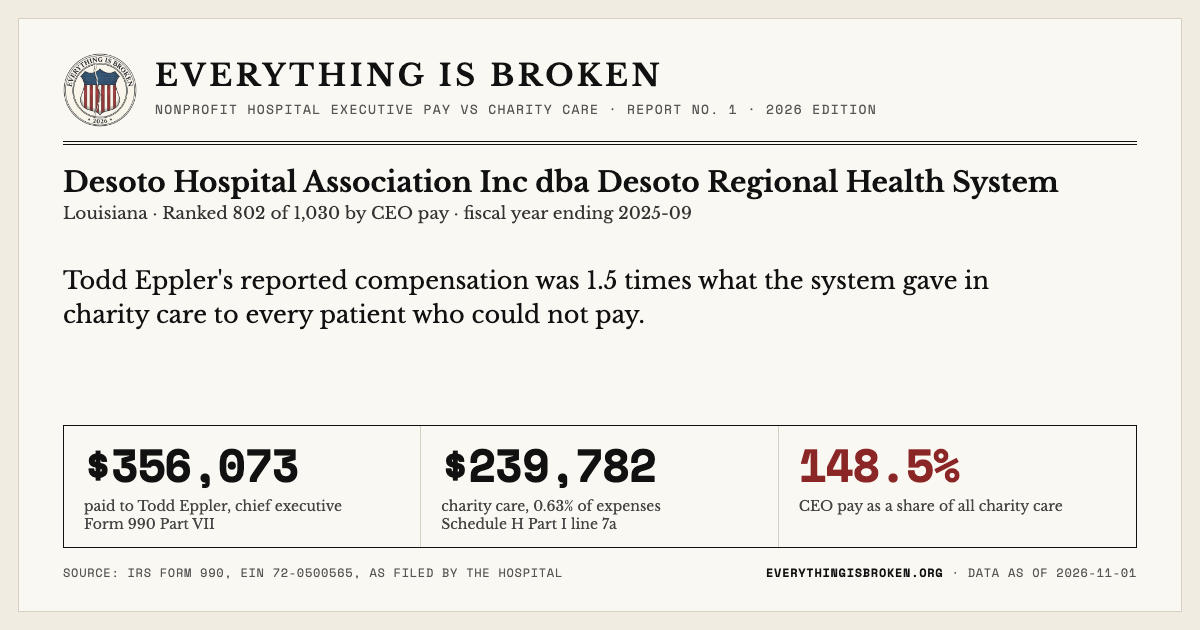 EVERYTHING IS BROKEN
2026
EVERYTHING IS BROKEN
NONPROFIT HOSPITAL EXECUTIVE PAY VS CHARITY CARE · REPORT NO. 1 · 2026 EDITION
Desoto Hospital Association Inc dba Desoto Regional Health System
Louisiana · Ranked 802 of 1,030 by CEO pay · fiscal year ending 2025-09
Todd Eppler's reported compensation was 1.5 times what the system gave in
charity care to every patient who could not pay.
$356,073
paid to Todd Eppler, chief executive
Form 990 Part VII
$239,782
charity care, 0.63% of expenses
Schedule H Part I line 7a
148.5%
CEO pay as a share of all charity care
SOURCE: IRS FORM 990, EIN 72-0500565, AS FILED BY THE HOSPITAL
EVERYTHINGISBROKEN.ORG · DATA AS OF 2026-11-01